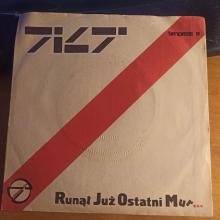 TILT
Tonpress
Runął Już Ostatni Mur...